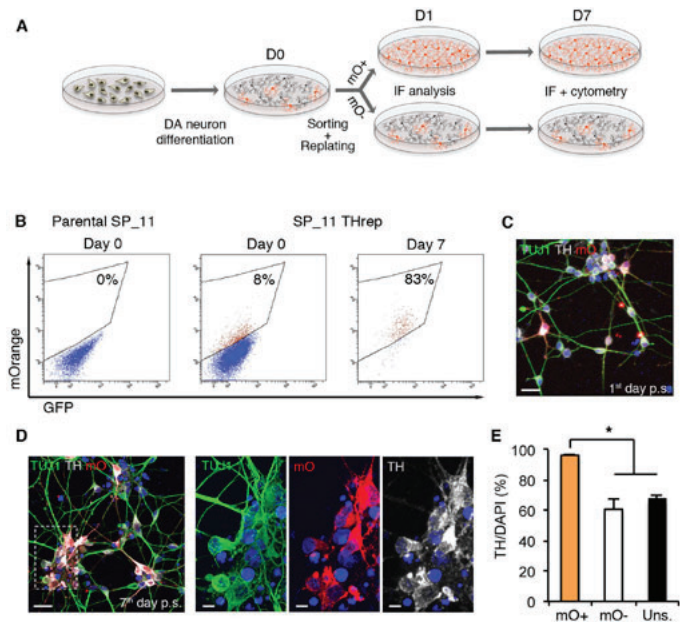 A
D0
D1
D7
mO+
mO-
DA neuron
differentiation
Sorting
+
Replating
IF analysis
IF + cytometry
B
Parental SP_11
SP_11 THrep
Day 0
Day 0
Day 7
0%
8%
83%
mOrange
GFP
C
TUJ1 TH mO
1st day p.s.
D
TUJ1 TH mO
7th day p.s.
TUJ1
mO
TH
E
*
TH/DAPI (%)
100
80
60
40
20
0
mO+
mO-
Uns.